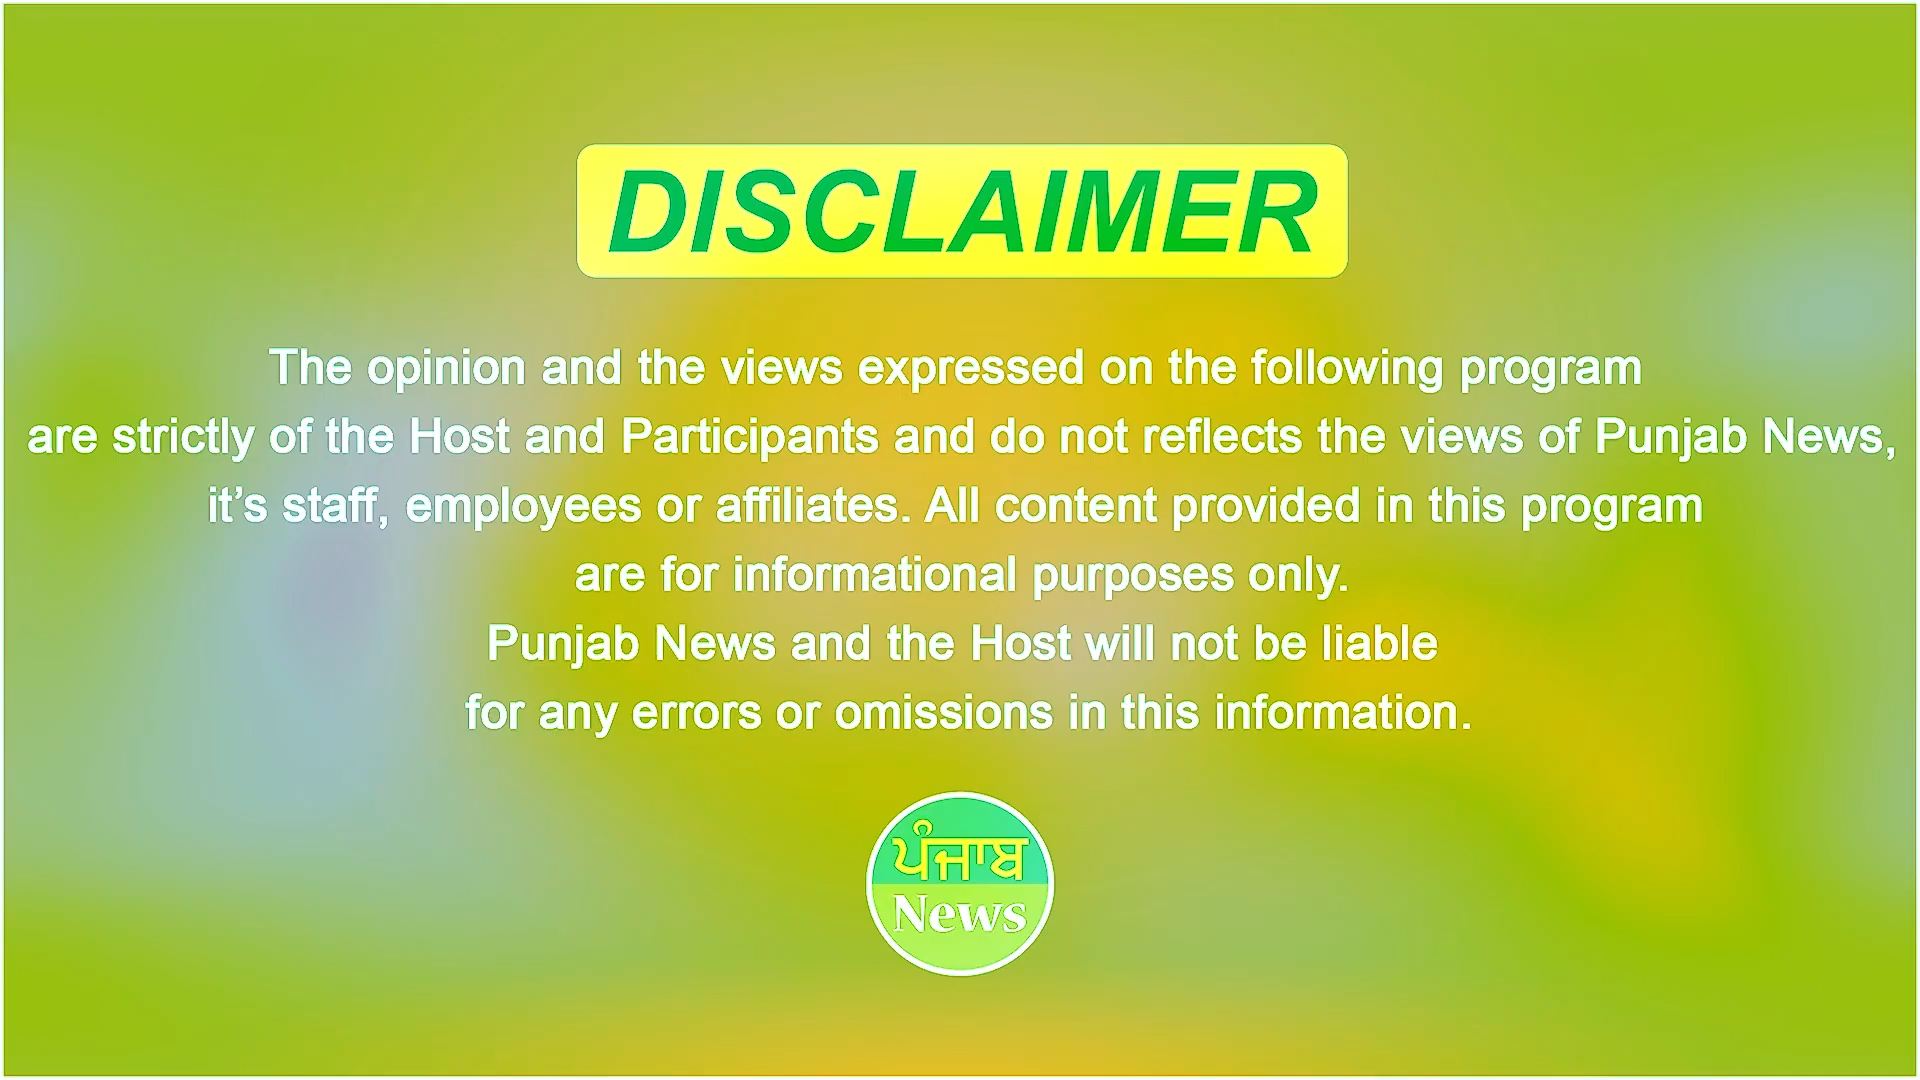 DISCLAIMER
The opinion and the views expressed on the following program
are strictly of the Host and Participants and do not reflects the views of Punjab News,
it’s staff, employees or affiliates. All content provided in this program
are for informational purposes only.
Punjab News and the Host will not be liable
for any errors or omissions in this information.
ਪੰਜਾਬ
News